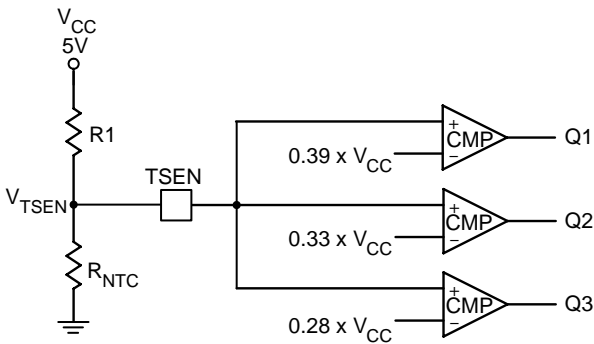 VCC
5V
R1
VTSEN
TSEN
RNTC
0.39 x VCC
+
CMP
−
Q1
0.33 x VCC
+
CMP
−
Q2
0.28 x VCC
+
CMP
−
Q3